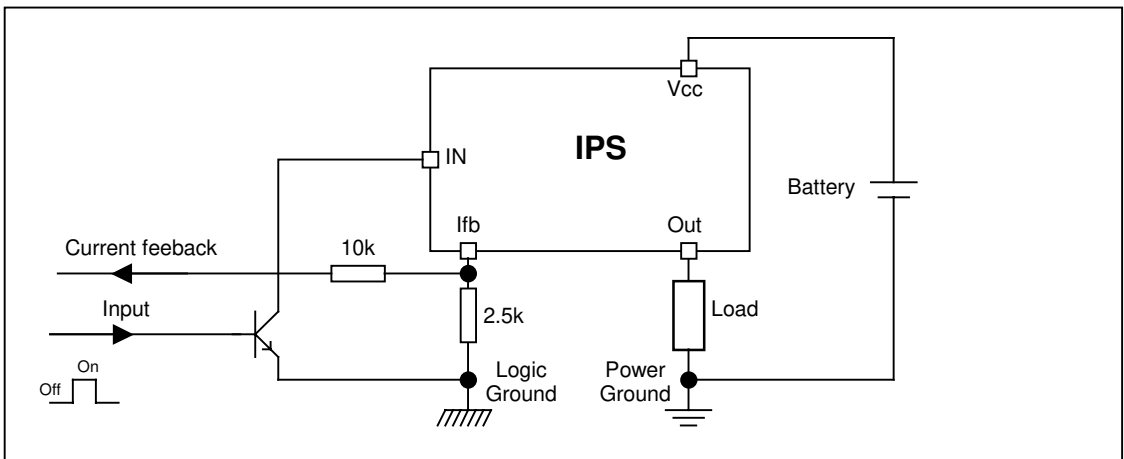 Vcc
IPS
IN
Battery
Ifb
Out
Current feeback
10k
Input
2.5k
Load
On
Off
Logic
Ground
Power
Ground